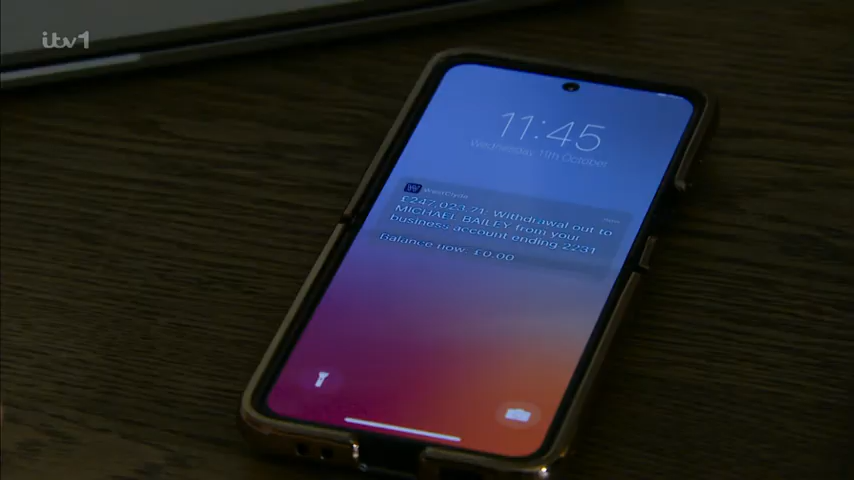 itv1
11:45
Wednesday 11th October
W WestClyde
£247,023.71. Withdrawal out to
MICHAEL BAILEY from your
business account ending 2231
Balance now: £0.00